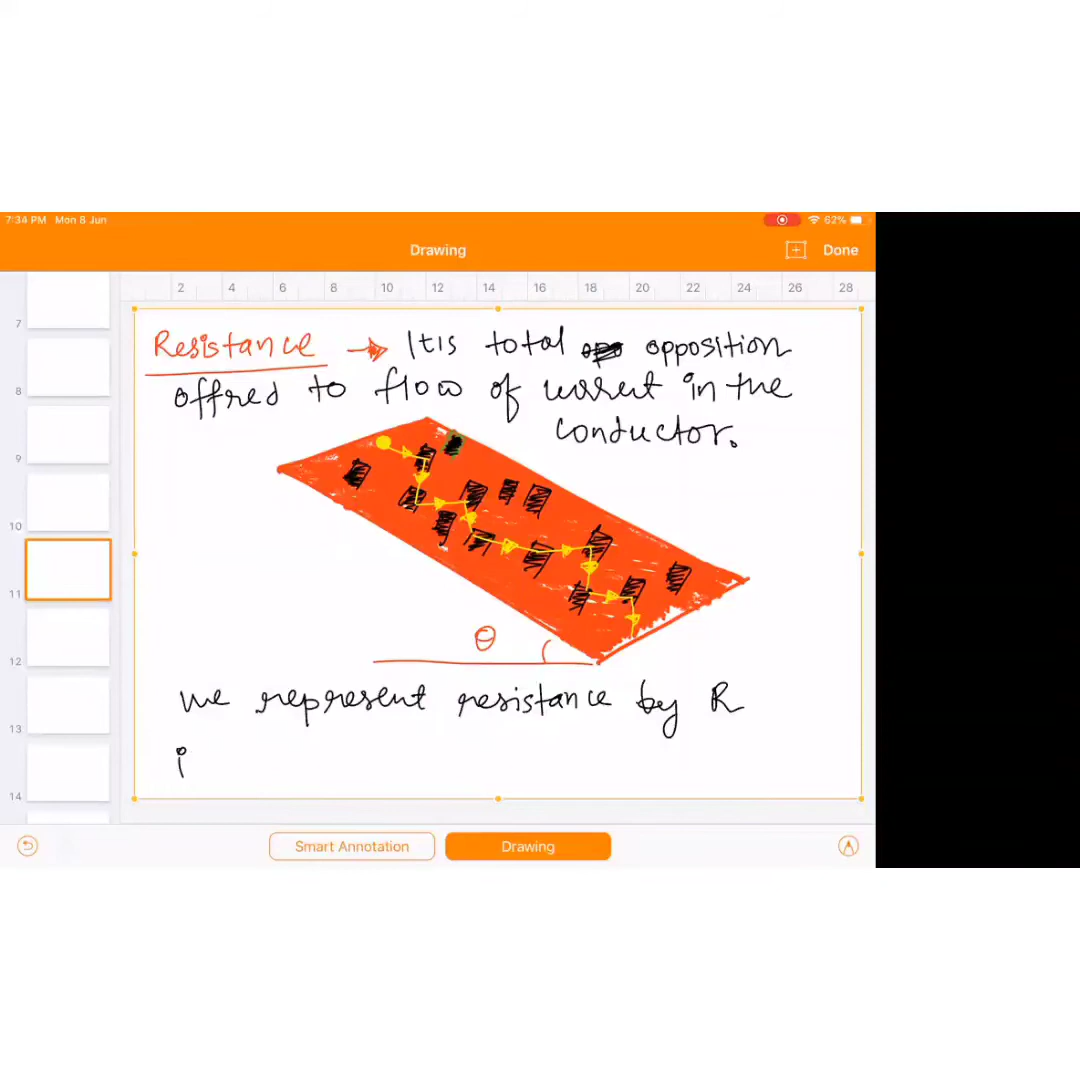 7:34 PM Mon 8 Jun
62%
Drawing
Done
2 4 6 8 10 12 14 16 18 20 22 24 26 28
7
8
9
10
11
12
13
14
Resistance → It is total opposition
offred to flow of current in the
conductor.
θ
we represent resistance by R
i
Smart Annotation
Drawing